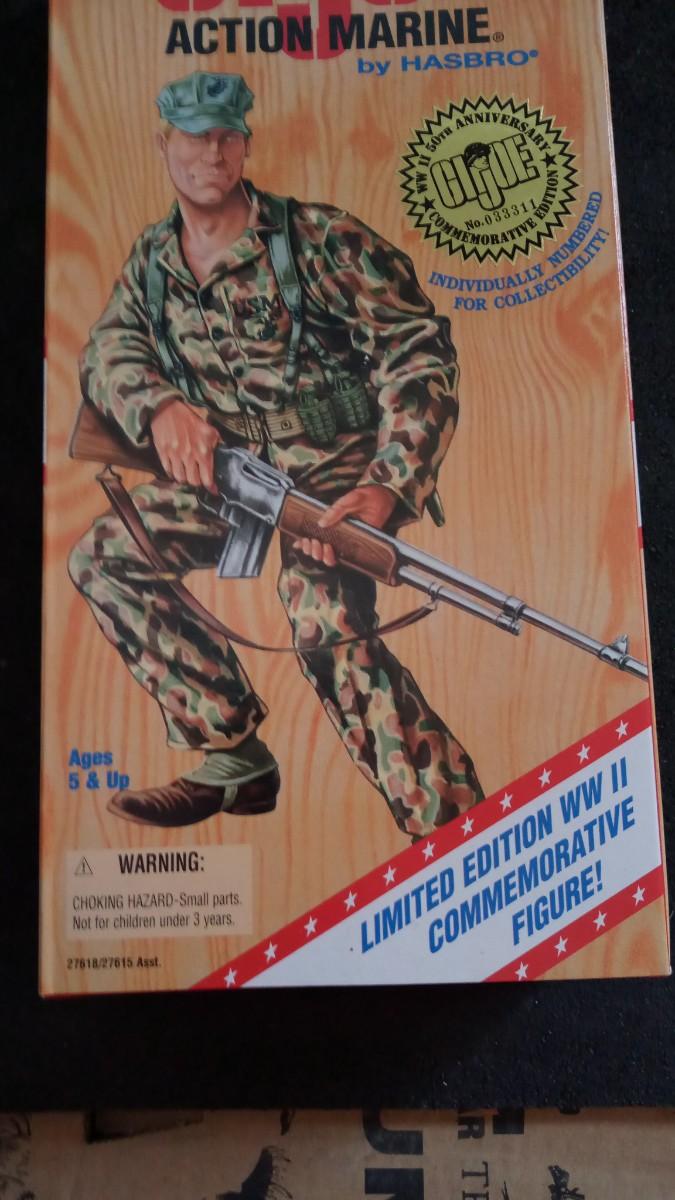 ACTION MARINE®
by HASBRO®
WW II 50TH ANNIVERSARY
GI JOE
No.033311
COMMEMORATIVE EDITION
INDIVIDUALLY NUMBERED
FOR COLLECTIBILITY!
USMC
Ages
5 & Up
WARNING:
CHOKING HAZARD-Small parts.
Not for children under 3 years.
27618/27615 Asst.
LIMITED EDITION WW II
COMMEMORATIVE
FIGURE!